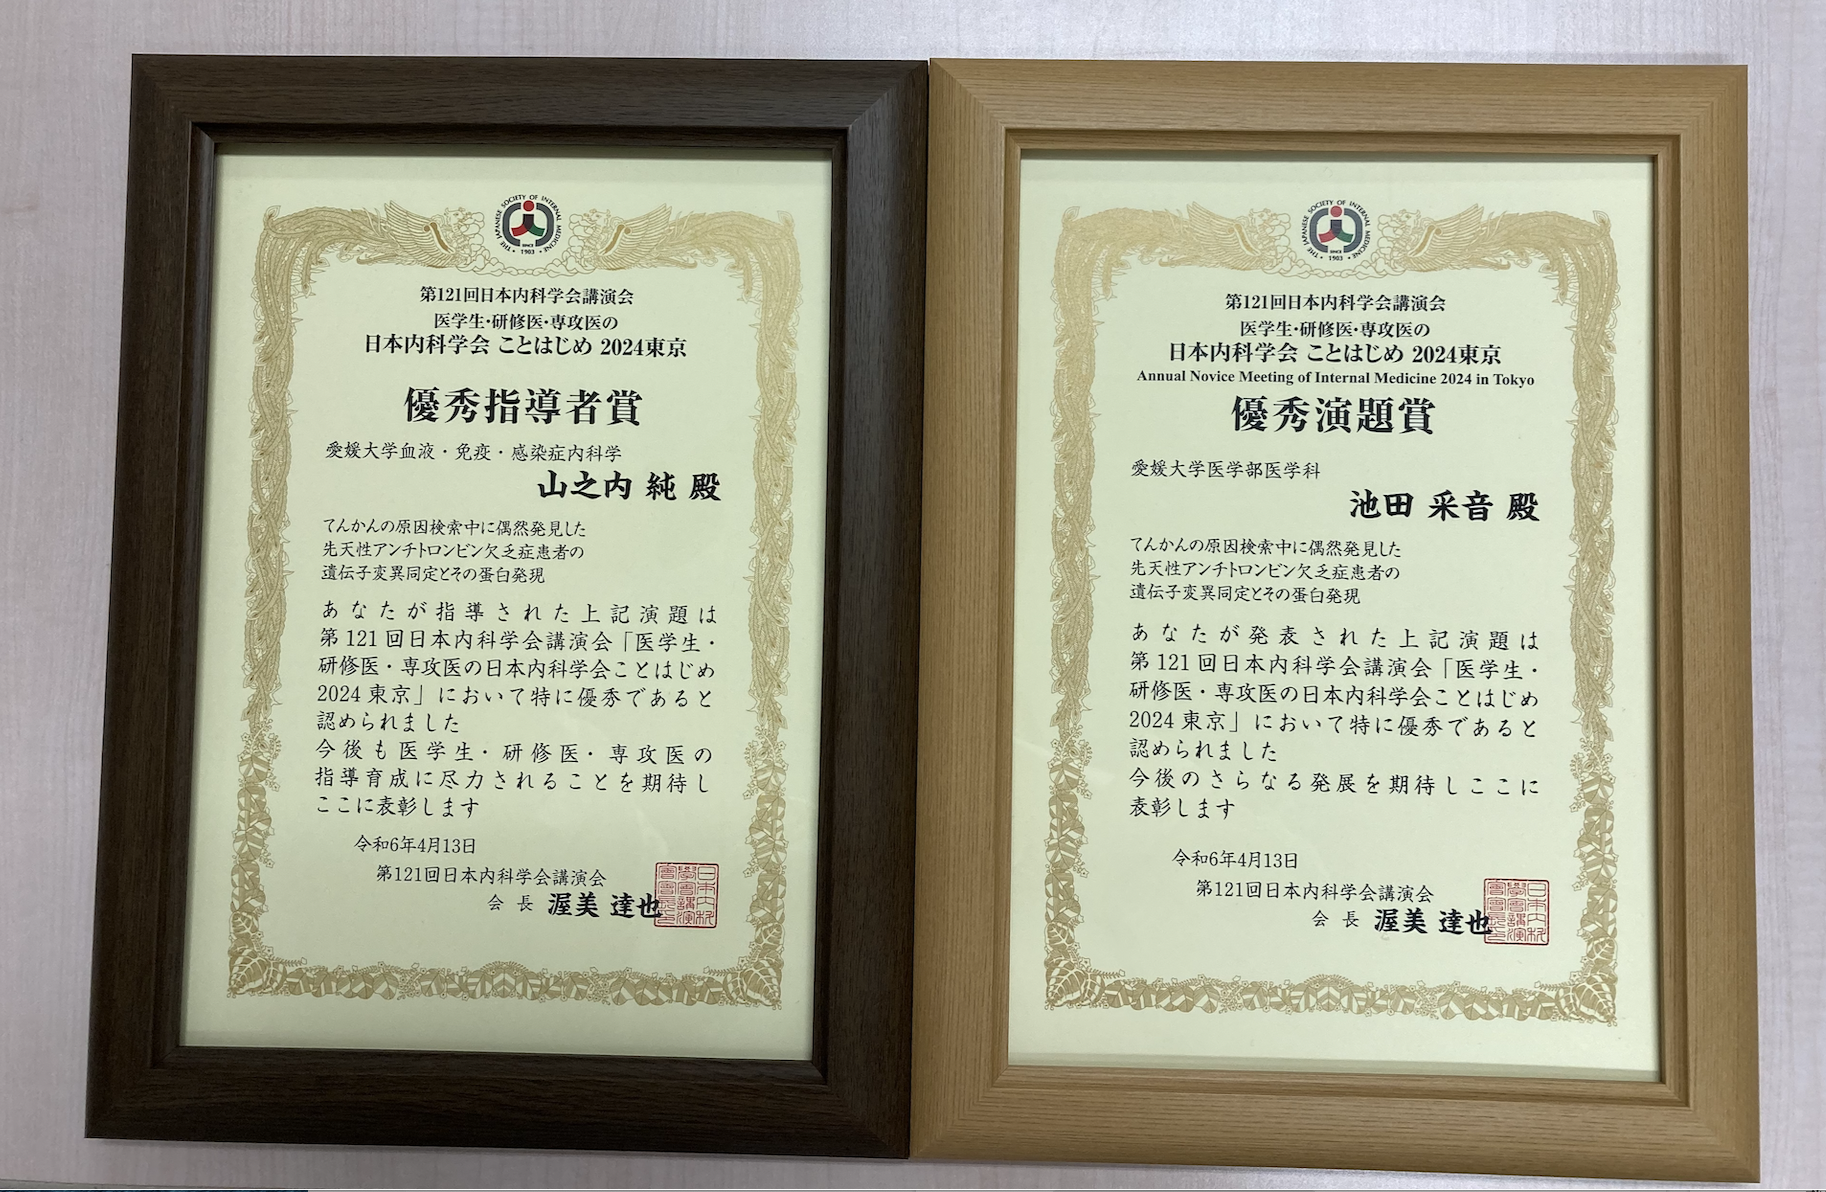 THE JAPANESE SOCIETY OF INTERNAL MEDICINE
SINCE
1903
第121回日本内科学会講演会
医学生・研修医・専攻医の
日本内科学会 ことはじめ 2024東京
優秀指導者賞
愛媛大学血液・免疫・感染症内科学
山之内 純 殿
てんかんの原因検索中に偶然発見した
先天性アンチトロンビン欠乏症患者の
遺伝子変異同定とその蛋白発現
あなたが指導された上記演題は
第121回日本内科学会講演会「医学生・
研修医・専攻医の日本内科学会ことはじめ
2024東京」において特に優秀であると
認められました
今後も医学生・研修医・専攻医の
指導育成に尽力されることを期待し
ここに表彰します
令和6年4月13日
第121回日本内科学会講演会
会長 渥美 達也
THE JAPANESE SOCIETY OF INTERNAL MEDICINE
SINCE
1903
第121回日本内科学会講演会
医学生・研修医・専攻医の
日本内科学会 ことはじめ 2024東京
Annual Novice Meeting of Internal Medicine 2024 in Tokyo
優秀演題賞
愛媛大学医学部医学科
池田 采音 殿
てんかんの原因検索中に偶然発見した
先天性アンチトロンビン欠乏症患者の
遺伝子変異同定とその蛋白発現
あなたが発表された上記演題は
第121回日本内科学会講演会「医学生・
研修医・専攻医の日本内科学会ことはじめ
2024東京」において特に優秀であると
認められました
今後のさらなる発展を期待しここに
表彰します
令和6年4月13日
第121回日本内科学会講演会
会長 渥美 達也